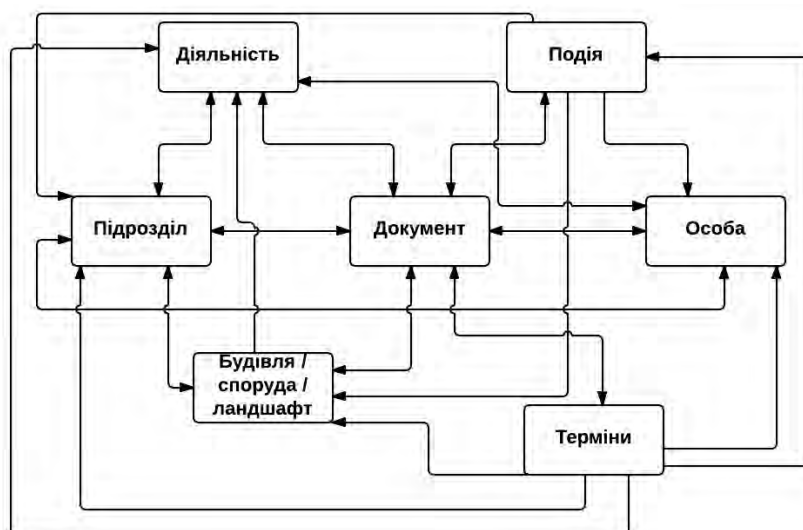 Діяльність
Подія
Підрозділ
Документ
Особа
Будівля /
споруда /
ландшафт
Терміни